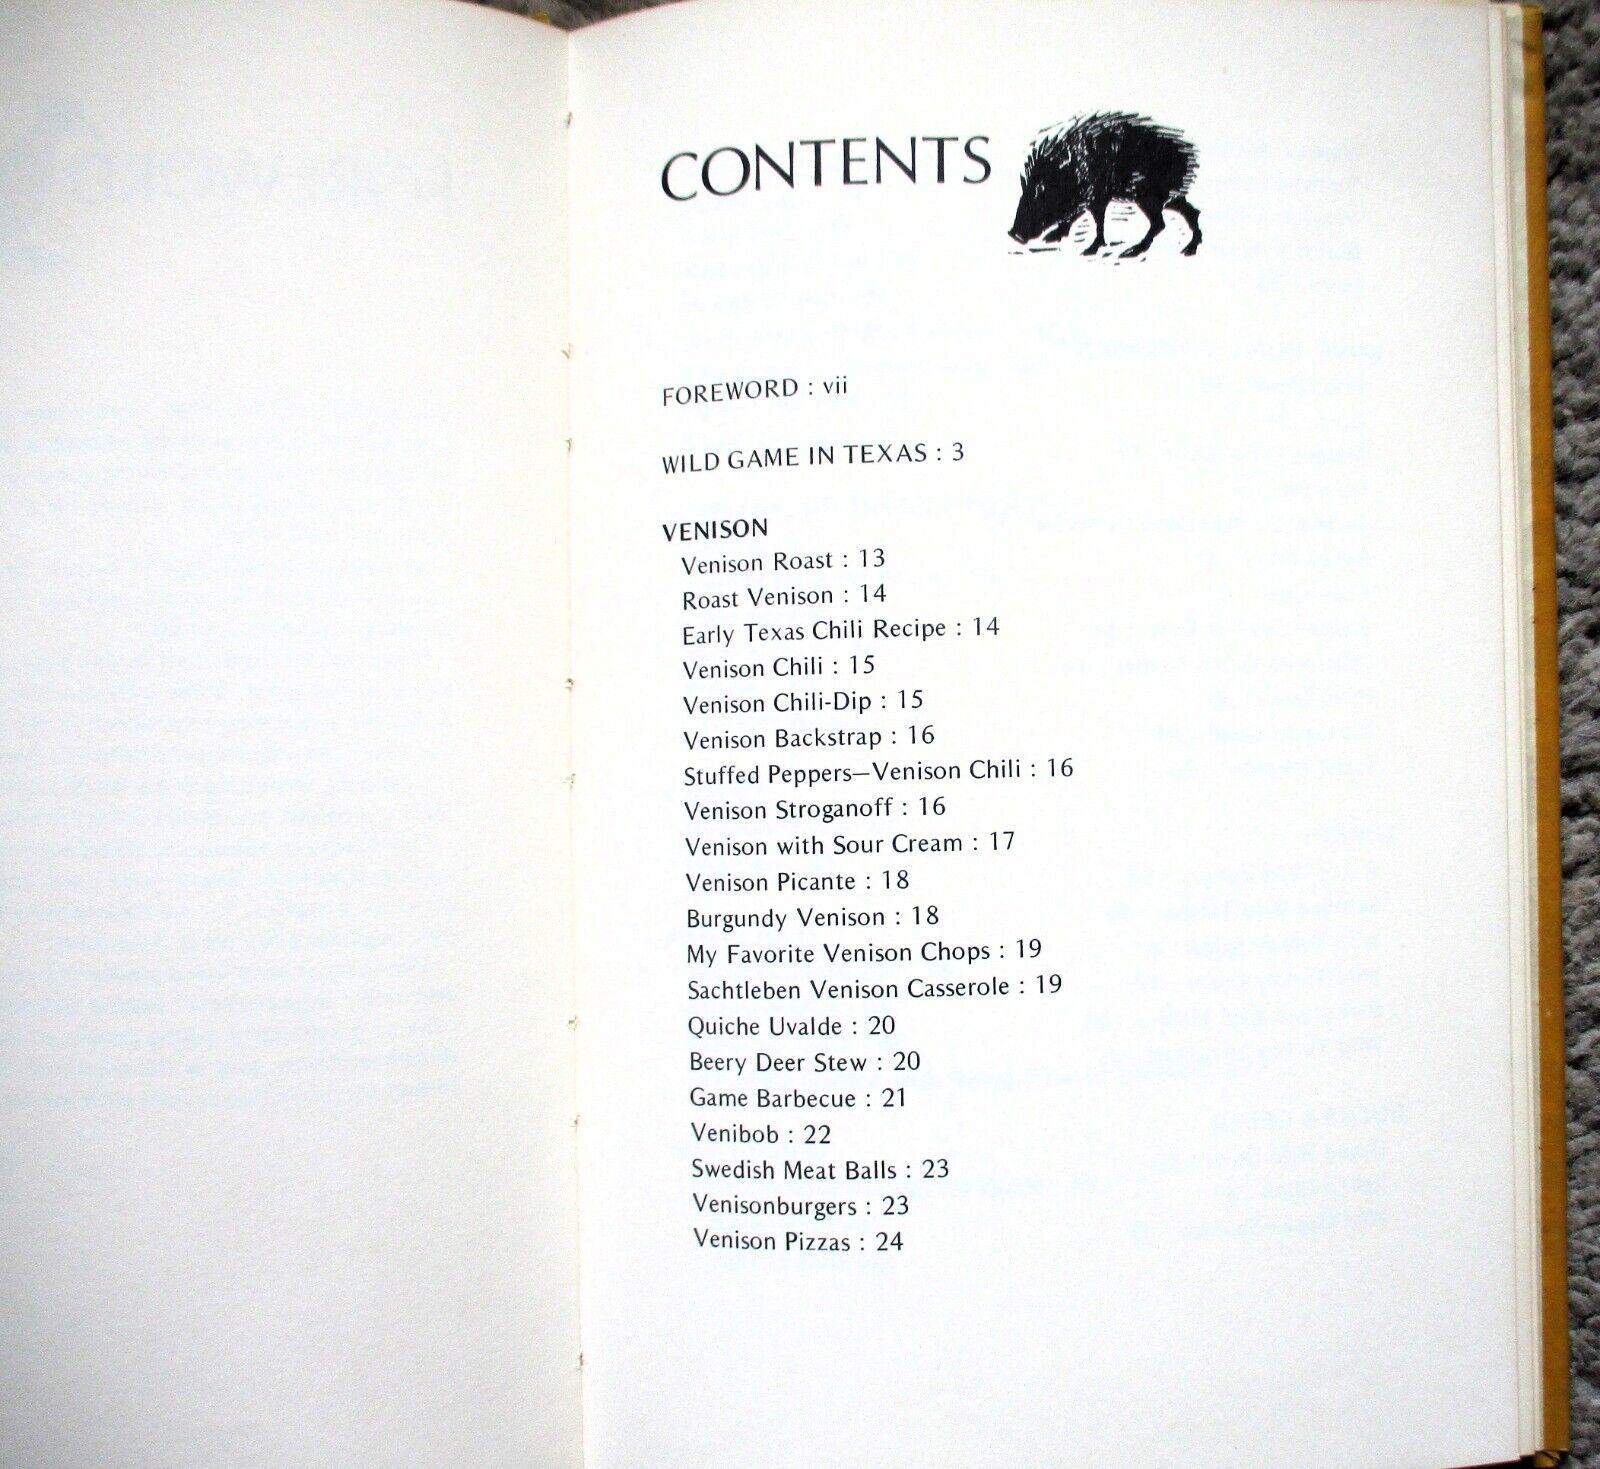 CONTENTS
FOREWORD : vii
WILD GAME IN TEXAS : 3
VENISON
Venison Roast : 13
Roast Venison : 14
Early Texas Chili Recipe : 14
Venison Chili : 15
Venison Chili-Dip : 15
Venison Backstrap : 16
Stuffed Peppers—Venison Chili : 16
Venison Stroganoff : 16
Venison with Sour Cream : 17
Venison Picante : 18
Burgundy Venison : 18
My Favorite Venison Chops : 19
Sachtleben Venison Casserole : 19
Quiche Uvalde : 20
Beery Deer Stew : 20
Game Barbecue : 21
Venibob : 22
Swedish Meat Balls : 23
Venisonburgers : 23
Venison Pizzas : 24